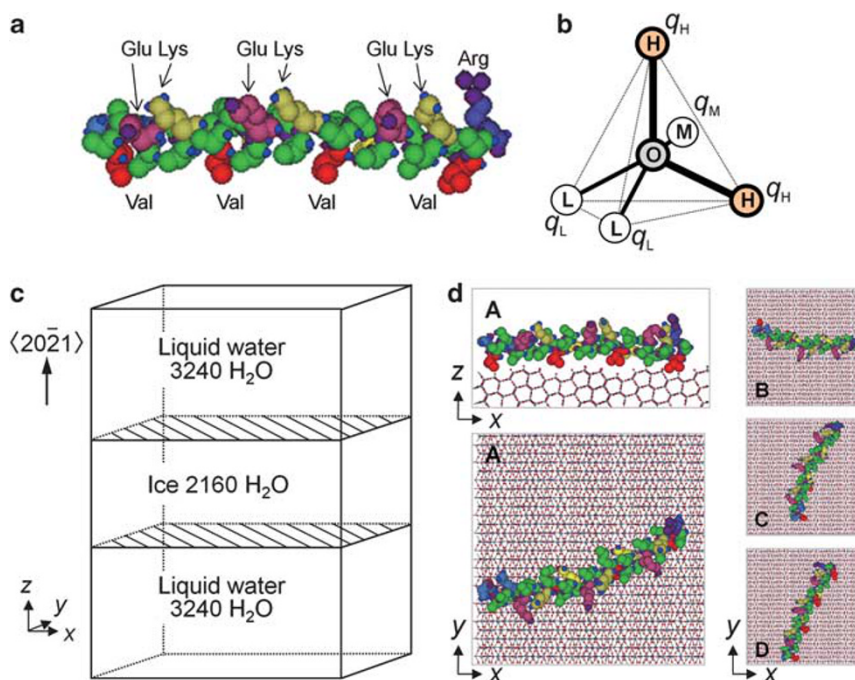 a
Glu Lys Glu Lys Glu Lys Arg
Val Val Val Val
b
qH
H
qM
M
O
H
qH
L
qL
L
qL
c
⟨202̄1⟩
Liquid water
3240 H2O
Ice 2160 H2O
Liquid water
3240 H2O
z
y
x
d
A
z
x
A
y
x
B
C
D
y
x